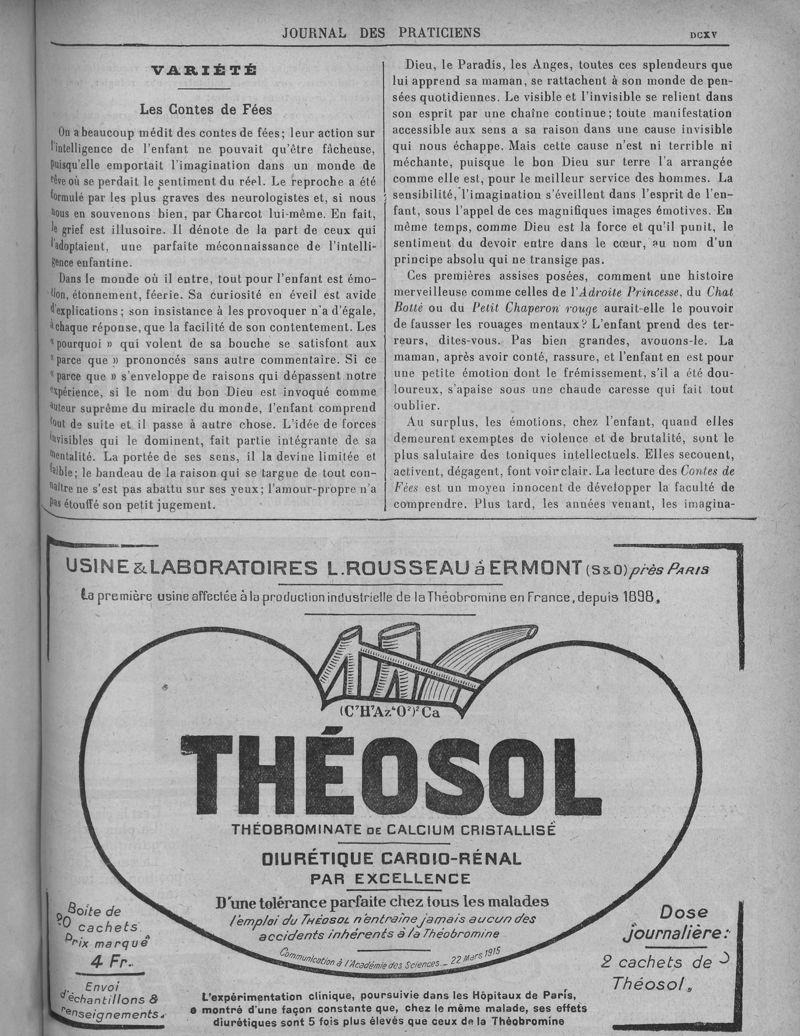 JOURNAL DES PRATICIENS
DCXV
VARIÉTÉ
Les Contes de Fées
On a beaucoup médit des contes de fées; leur action sur
l'intelligence de l'enfant ne pouvait qu'être fâcheuse,
puisqu'elle emportait l'imagination dans un monde de
rêve où se perdait le sentiment du réel. Le reproche a été
formulé par les plus graves des neurologistes et, si nous
nous en souvenons bien, par Charcot lui-même. En fait,
le grief est illusoire. Il dénote de la part de ceux qui
l'adoptaient, une parfaite méconnaissance de l'intelli-
gence enfantine.
Dans le monde où il entre, tout pour l'enfant est émo-
tion, étonnement, féerie. Sa curiosité en éveil est avide
d'explications; son insistance à les provoquer n'a d'égale,
à chaque réponse, que la facilité de son contentement. Les
« pourquoi » qui volent de sa bouche se satisfont aux
« parce que » prononcés sans autre commentaire. Si ce
« parce que » s'enveloppe de raisons qui dépassent notre
expérience, si le nom du bon Dieu est invoqué comme
auteur suprême du miracle du monde, l'enfant comprend
tout de suite et il passe à autre chose. L'idée de forces
invisibles qui le dominent, fait partie intégrante de sa
mentalité. La portée de ses sens, il la devine limitée et
faible; le bandeau de la raison qui se targue de tout con-
naître ne s'est pas abattu sur ses yeux; l'amour-propre n'a
pas étouffé son petit jugement.
Dieu, le Paradis, les Anges, toutes ces splendeurs que
lui apprend sa maman, se rattachent à son monde de pen-
sées quotidiennes. Le visible et l'invisible se relient dans
son esprit par une chaîne continue; toute manifestation
accessible aux sens a sa raison dans une cause invisible
qui nous échappe. Mais cette cause n'est ni terrible ni
méchante, puisque le bon Dieu sur terre l'a arrangée
comme elle est, pour le meilleur service des hommes. La
sensibilité, l'imagination s'éveillent dans l'esprit de l'en-
fant, sous l'appel de ces magnifiques images émotives. En
même temps, comme Dieu est la force et qu'il punit, le
sentiment du devoir entre dans le cœur, au nom d'un
principe absolu qui ne transige pas.
Ces premières assises posées, comment une histoire
merveilleuse comme celles de l'Adroite Princesse, du Chat
Botté ou du Petit Chaperon rouge aurait-elle le pouvoir
de fausser les rouages mentaux? L'enfant prend des ter-
reurs, dites-vous. Pas bien grandes, avouons-le. La
maman, après avoir conté, rassure, et l'enfant en est pour
une petite émotion dont le frémissement, s'il a été dou-
loureux, s'apaise sous une chaude caresse qui fait tout
oublier.
Au surplus, les émotions, chez l'enfant, quand elles
demeurent exemptes de violence et de brutalité, sont le
plus salutaire des toniques intellectuels. Elles secouent,
activent, dégagent, font voir clair. La lecture des Contes de
Fées est un moyen innocent de développer la faculté de
comprendre. Plus tard, les années venant, les imagina-
USINE & LABORATOIRES L. ROUSSEAU à ERMONT (S&O) près PARIS
La première usine affectée à la production industrielle de la Théobromine en France, depuis 1898.
(C⁷H⁷Az⁴O²)²Ca
THÉOSOL
THÉOBROMINATE DE CALCIUM CRISTALLISÉ
DIURÉTIQUE CARDIO-RÉNAL
PAR EXCELLENCE
D'une tolérance parfaite chez tous les malades
l'emploi du THÉOSOL n'entraîne jamais aucun des
accidents inhérents à la Théobromine
Communication à l'Académie des Sciences _ 22 Mars 1915
Boite de
20 cachets
Prix marqué
4 Fr.
Envoi
d'échantillons &
renseignements.
Dose
journalière:
2 cachets de
Théosol.
L'expérimentation clinique, poursuivie dans les Hôpitaux de Paris,
a montré d'une façon constante que, chez le même malade, ses effets
diurétiques sont 5 fois plus élevés que ceux de la Théobromine